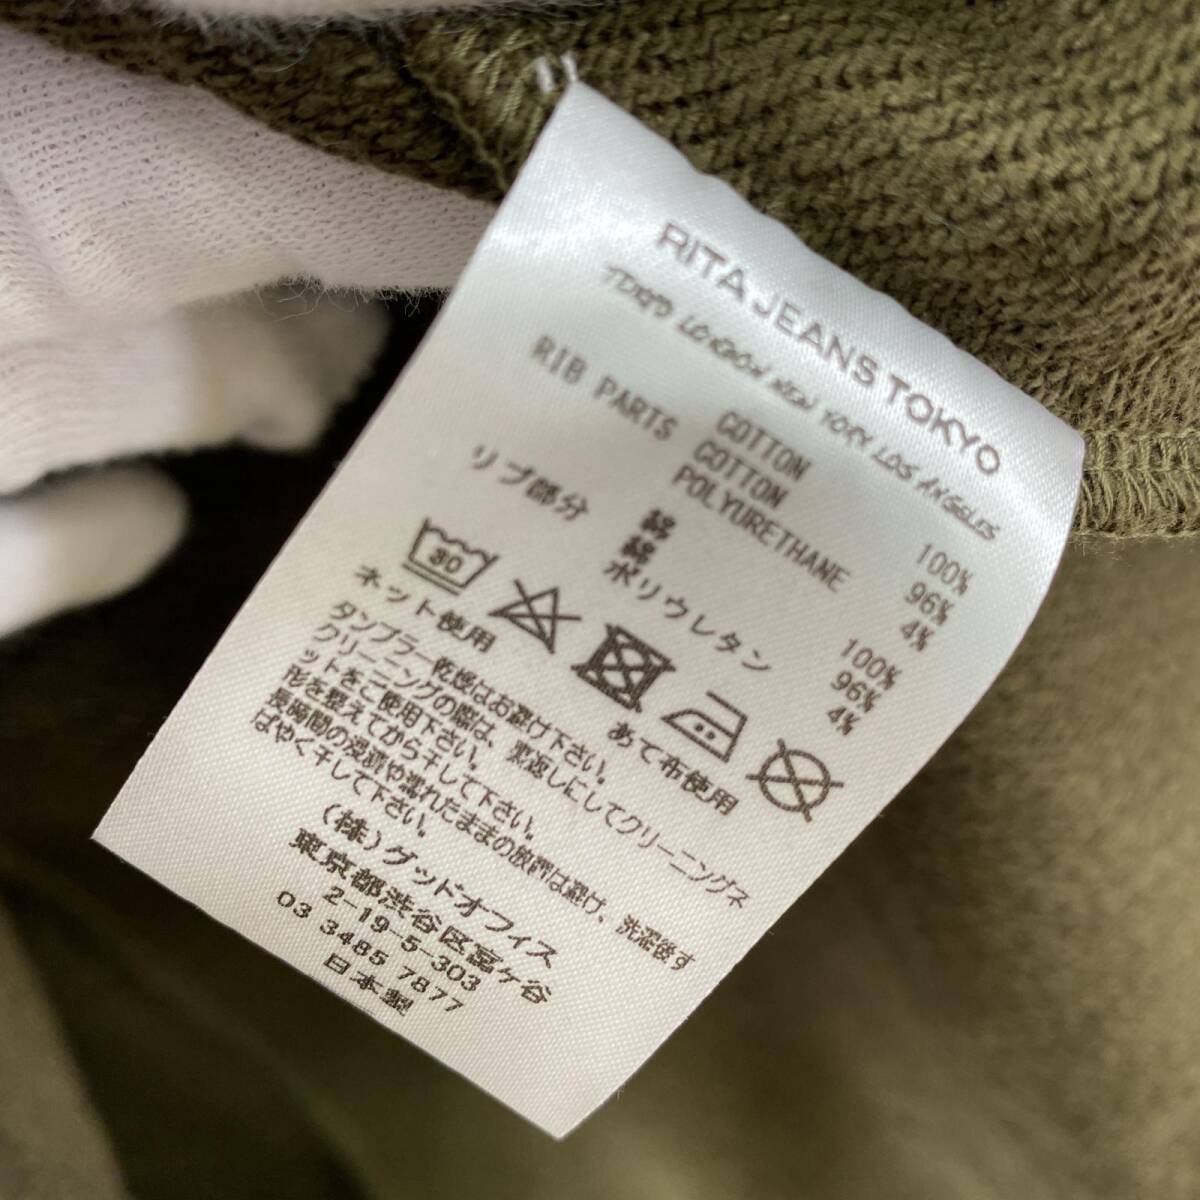 RITA JEANS TOKYO
TOKYO LONDON NEW YORK LOS ANGELES
COTTON 100%
RIB PARTS COTTON 96%
POLYURETHANE 4%
綿 100%
リブ部分 綿 96%
ポリウレタン 4%
30
ネット使用 あて布使用
タンブラー乾燥はお避け下さい。
クリーニングの際は、裏返しにしてクリーニングネ
ットをご使用下さい。
形を整えてから干して下さい。
長時間の浸漬や濡れたままの放置は避け、洗濯後す
ばやく干して下さい。
(株)グッドオフィス
東京都渋谷区富ヶ谷
2-19-5-303
03 3485 7877
日本製